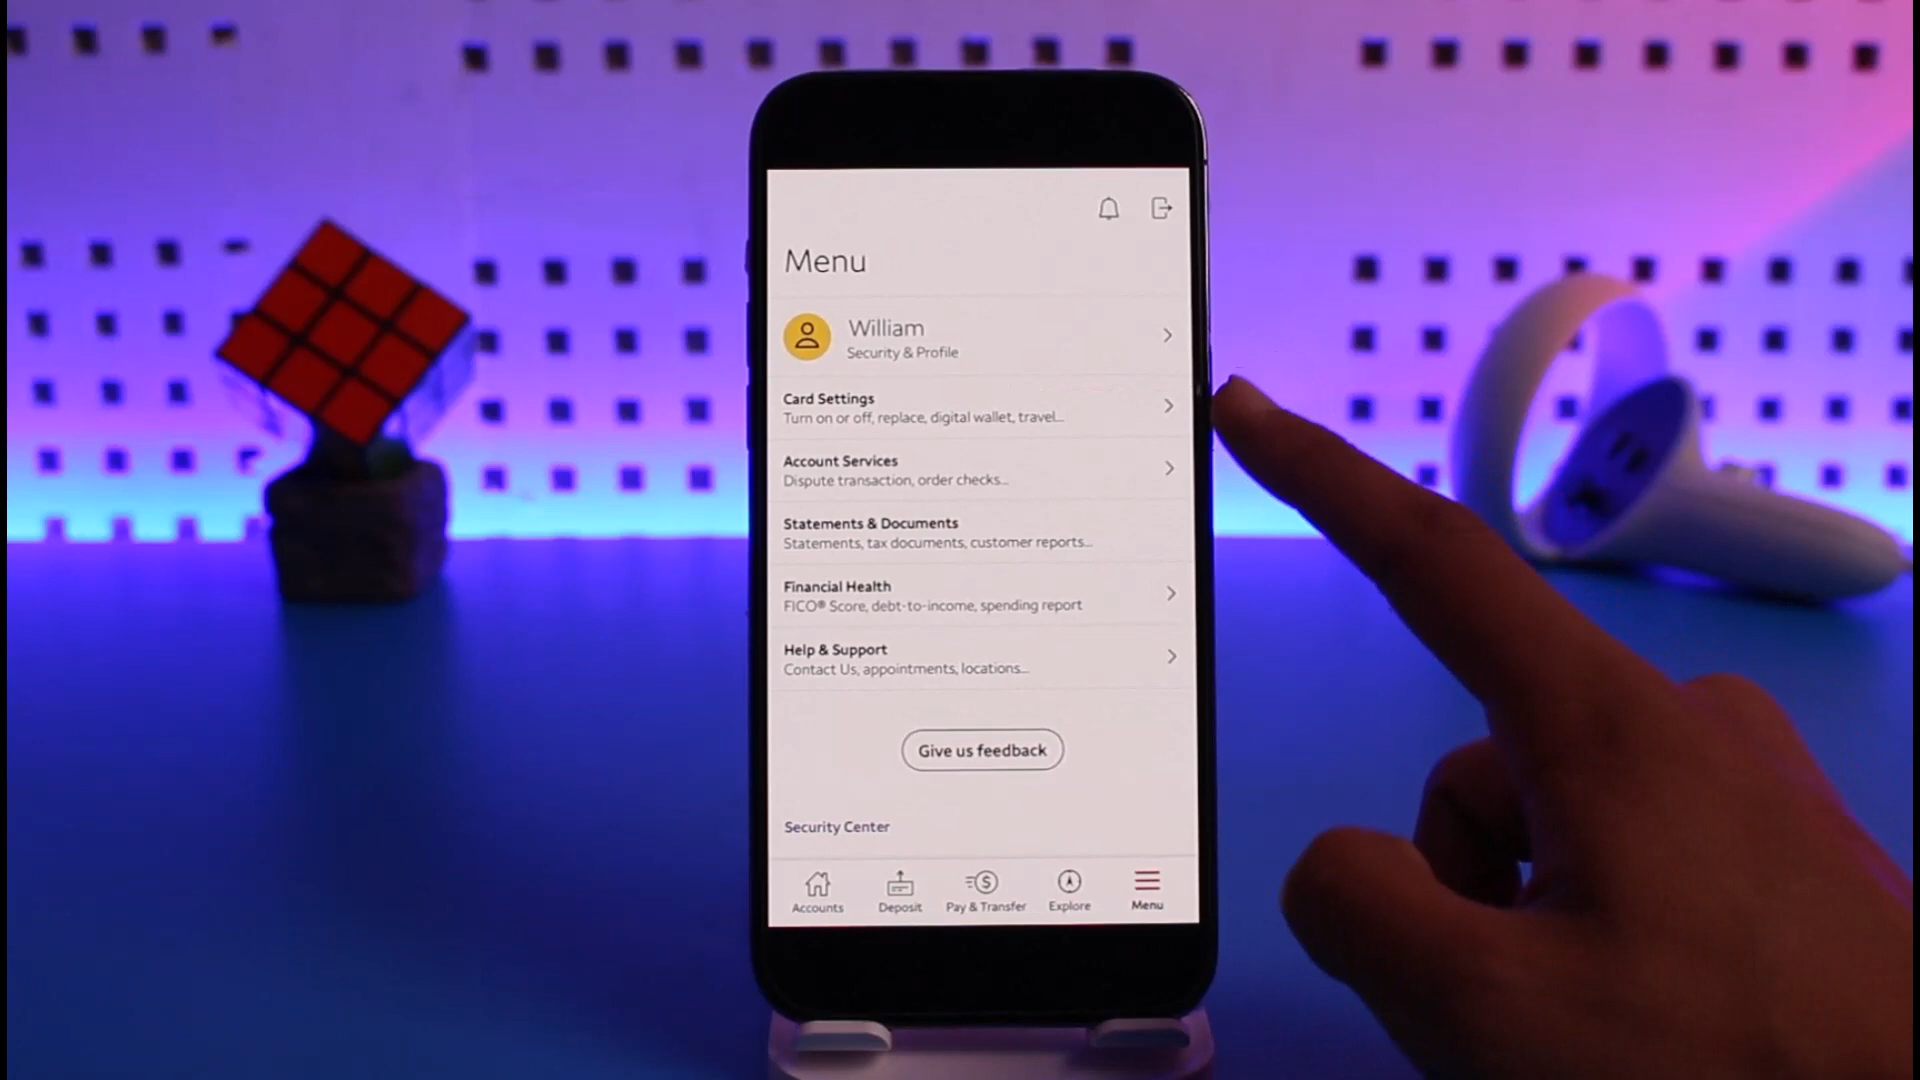 Menu
William
Security & Profile
Card Settings
Turn on or off, replace, digital wallet, travel...
Account Services
Dispute transaction, order checks...
Statements & Documents
Statements, tax documents, customer reports...
Financial Health
FICO® Score, debt-to-income, spending report
Help & Support
Contact Us, appointments, locations...
Give us feedback
Security Center
Accounts
Deposit
Pay & Transfer
Explore
Menu